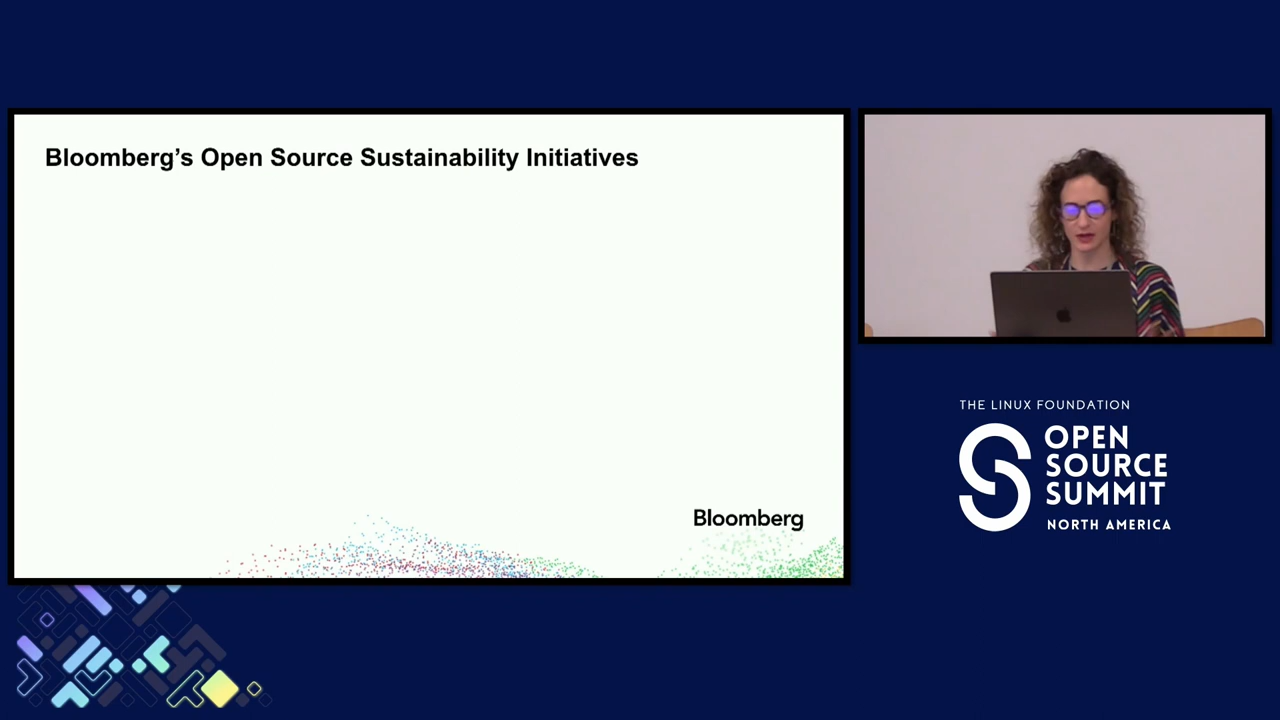 Bloomberg’s Open Source Sustainability Initiatives
Bloomberg
THE LINUX FOUNDATION
OPEN
SOURCE
SUMMIT
NORTH AMERICA